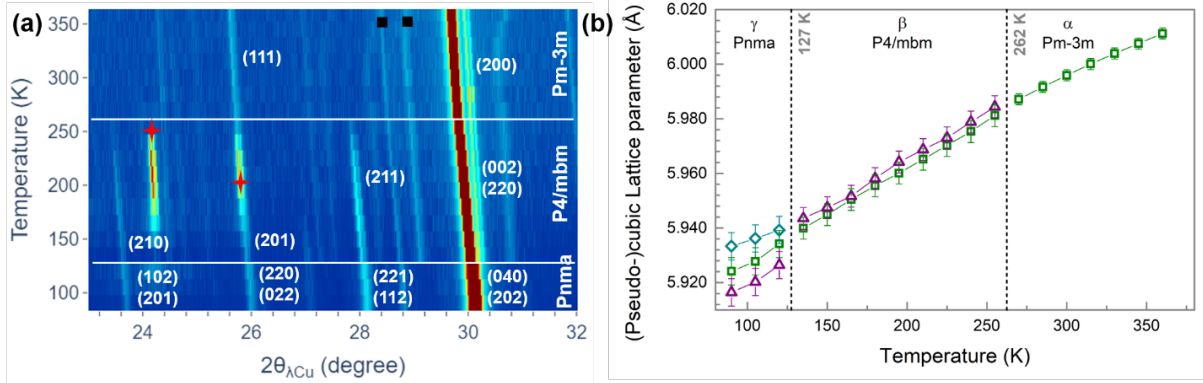 (a)
350
300
250
200
150
100
Temperature (K)
24
26
28
30
32
2θλCu (degree)
(111)
(200)
(211)
(002)
(220)
(210)
(201)
(102)
(201)
(220)
(022)
(221)
(112)
(040)
(202)
Pm-3m
P4/mbm
Pnma
(b)
6.020
6.000
5.980
5.960
5.940
5.920
(Pseudo-)cubic Lattice parameter (Å)
γ
Pnma
127 K
β
P4/mbm
262 K
α
Pm-3m
100
150
200
250
300
350
Temperature (K)